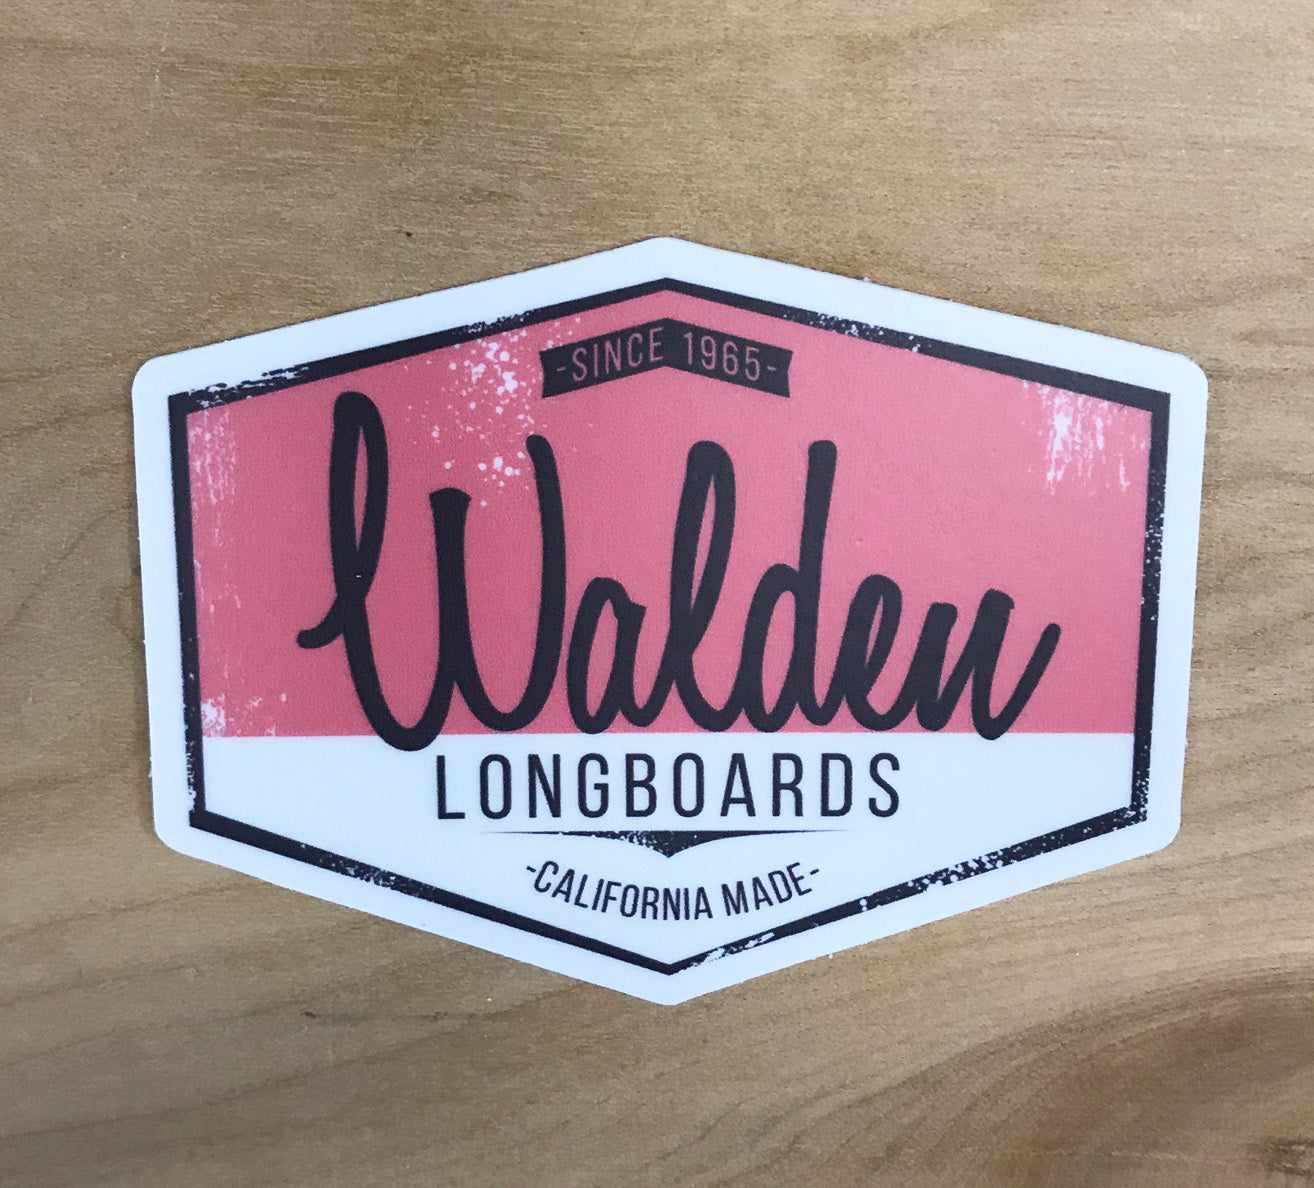 -SINCE 1965-
Walden
LONGBOARDS
-CALIFORNIA MADE-